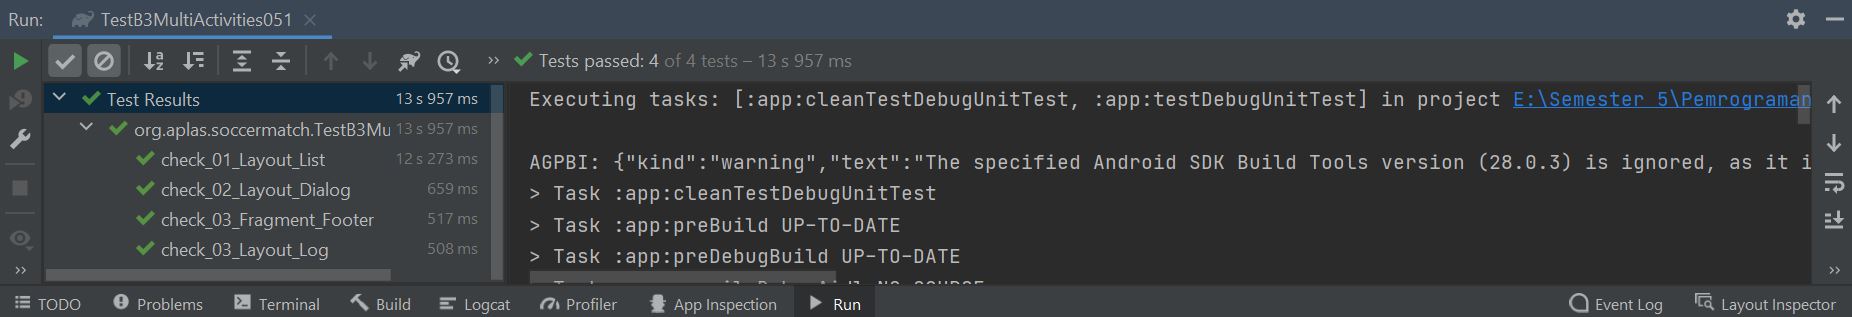 Run: TestB3MultiActivities051
Tests passed: 4 of 4 tests – 13 s 957 ms
Test Results 13 s 957 ms
org.aplas.soccermatch.TestB3Mu 13 s 957 ms
check_01_Layout_List 12 s 273 ms
check_02_Layout_Dialog 659 ms
check_03_Fragment_Footer 517 ms
check_03_Layout_Log 508 ms
Executing tasks: [:app:cleanTestDebugUnitTest, :app:testDebugUnitTest] in project E:\Semester 5\Pemrograman
AGPBI: {"kind":"warning","text":"The specified Android SDK Build Tools version (28.0.3) is ignored, as it i
> Task :app:cleanTestDebugUnitTest
> Task :app:preBuild UP-TO-DATE
> Task :app:preDebugBuild UP-TO-DATE
TODO Problems Terminal Build Logcat Profiler App Inspection Run Event Log Layout Inspector